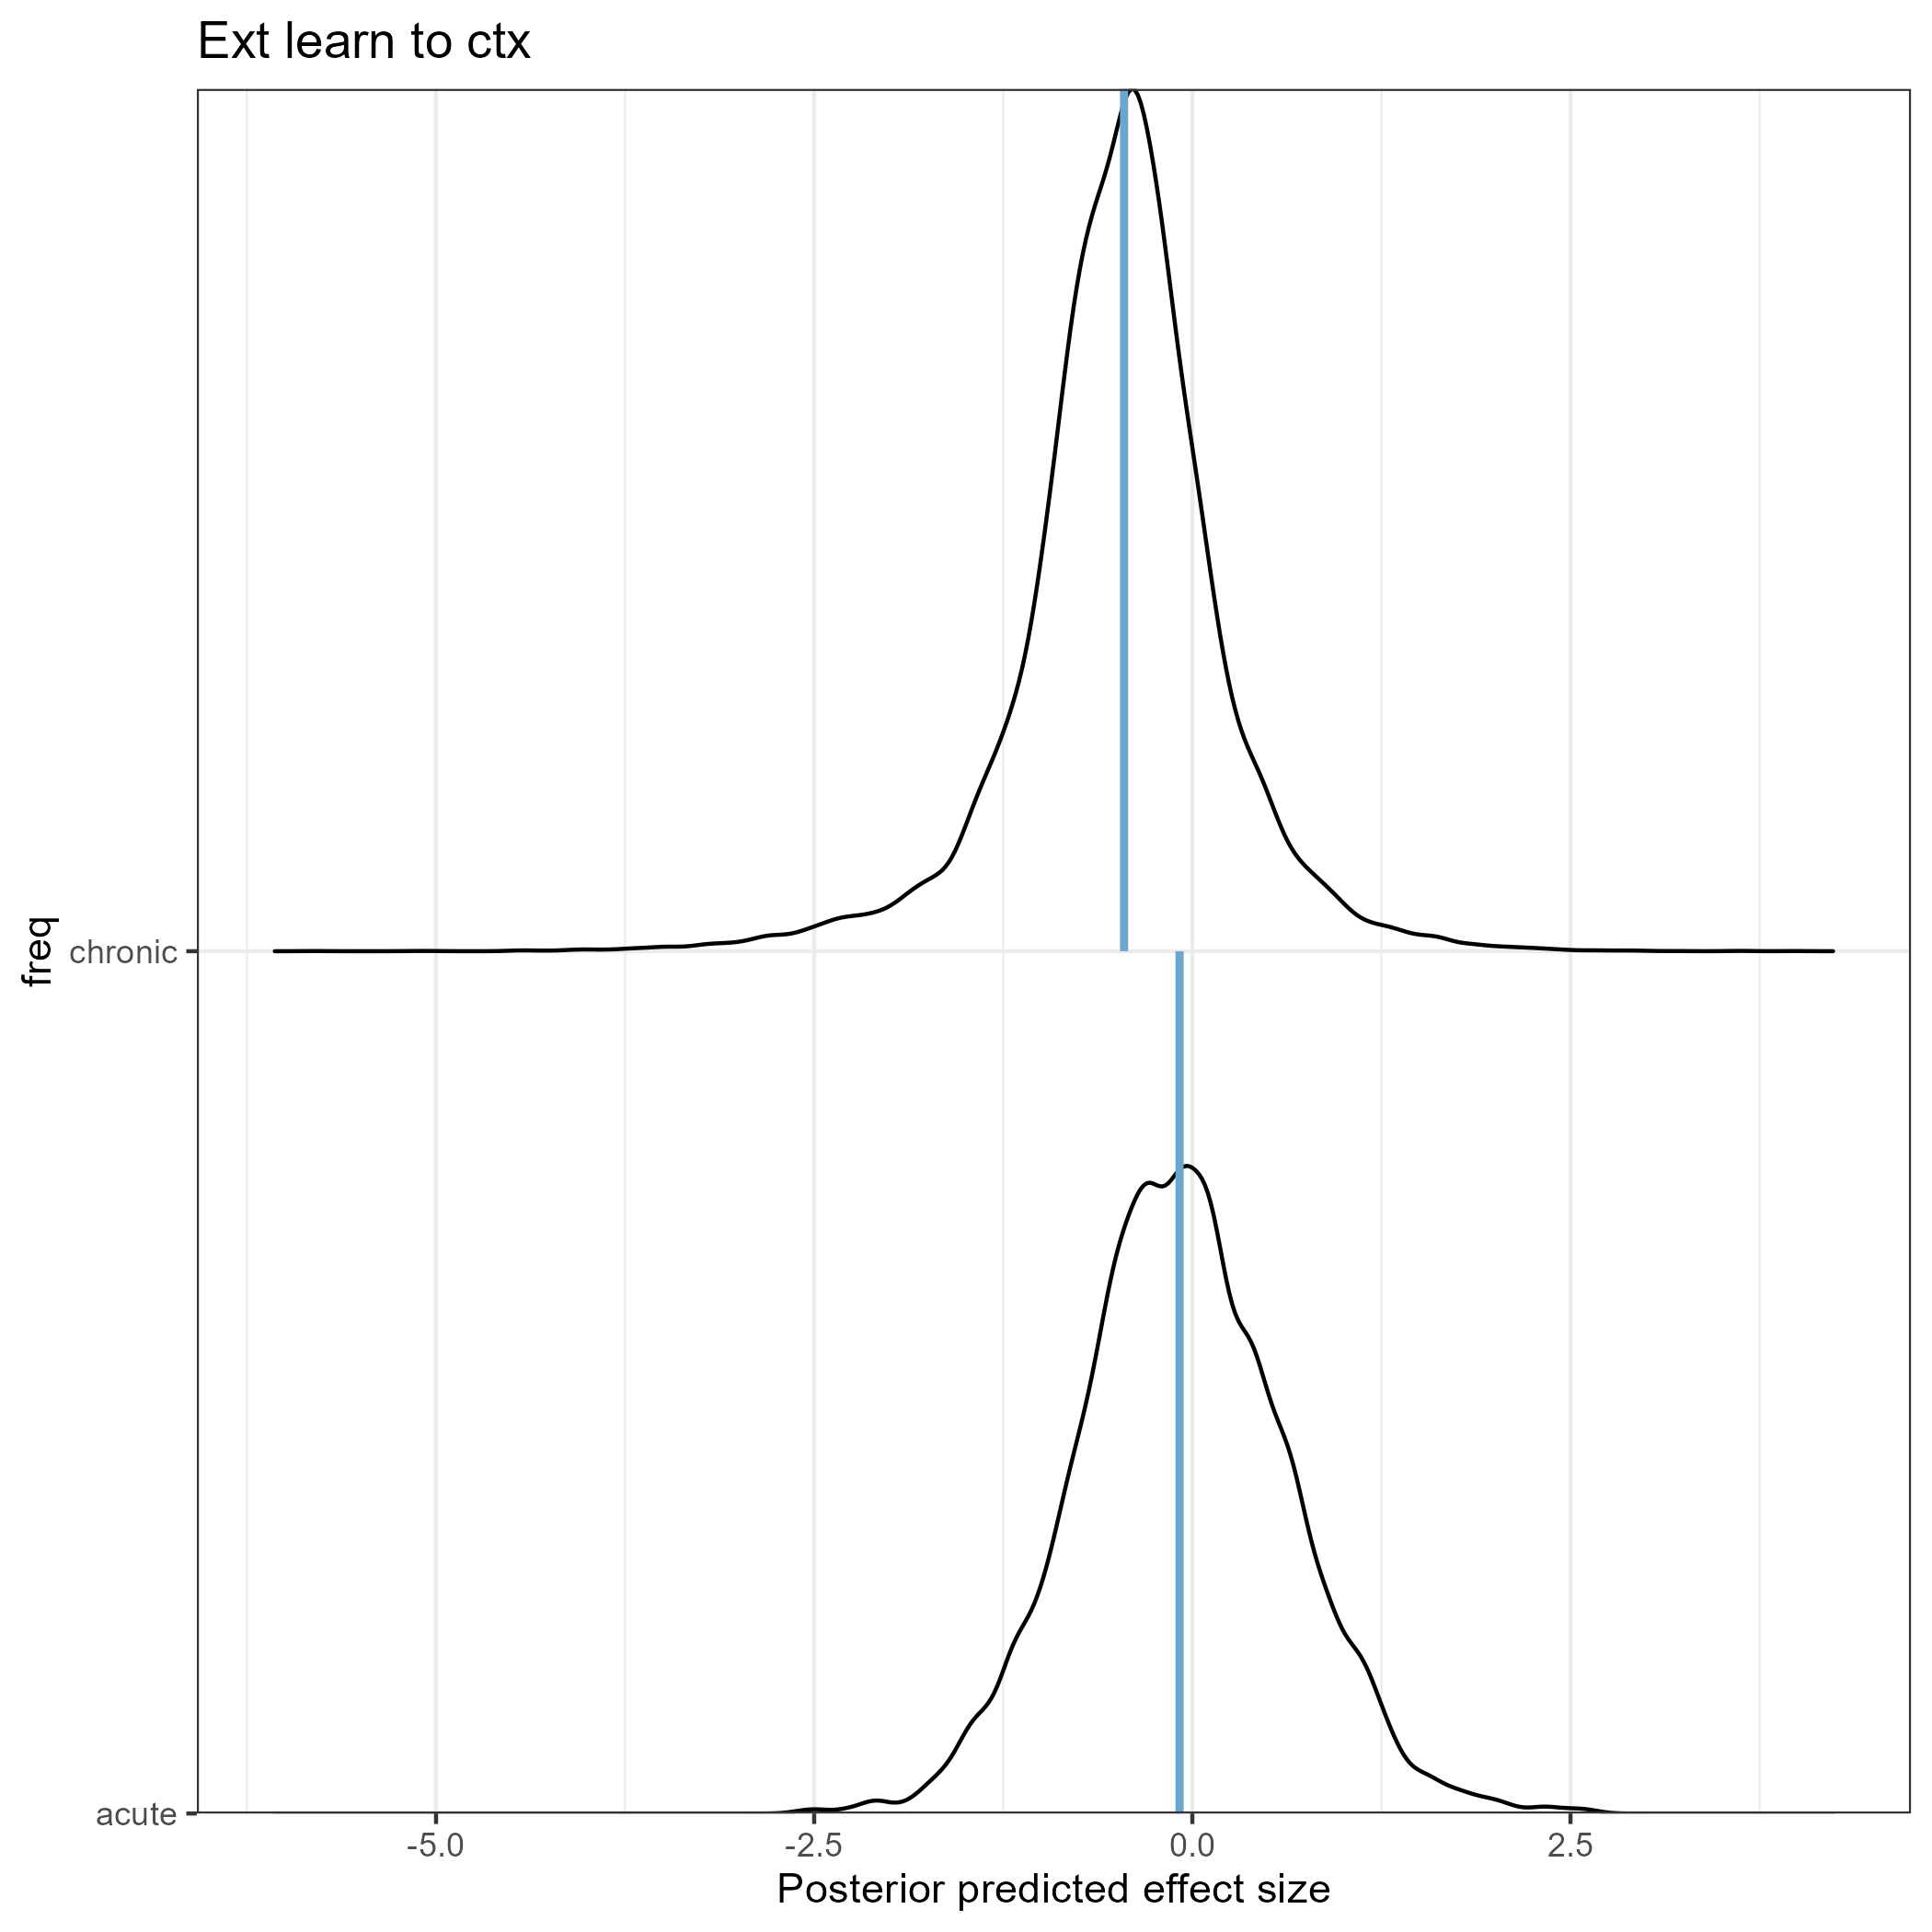 Ext learn to ctx
freq
chronic
acute
-5.0 -2.5 0.0 2.5
Posterior predicted effect size